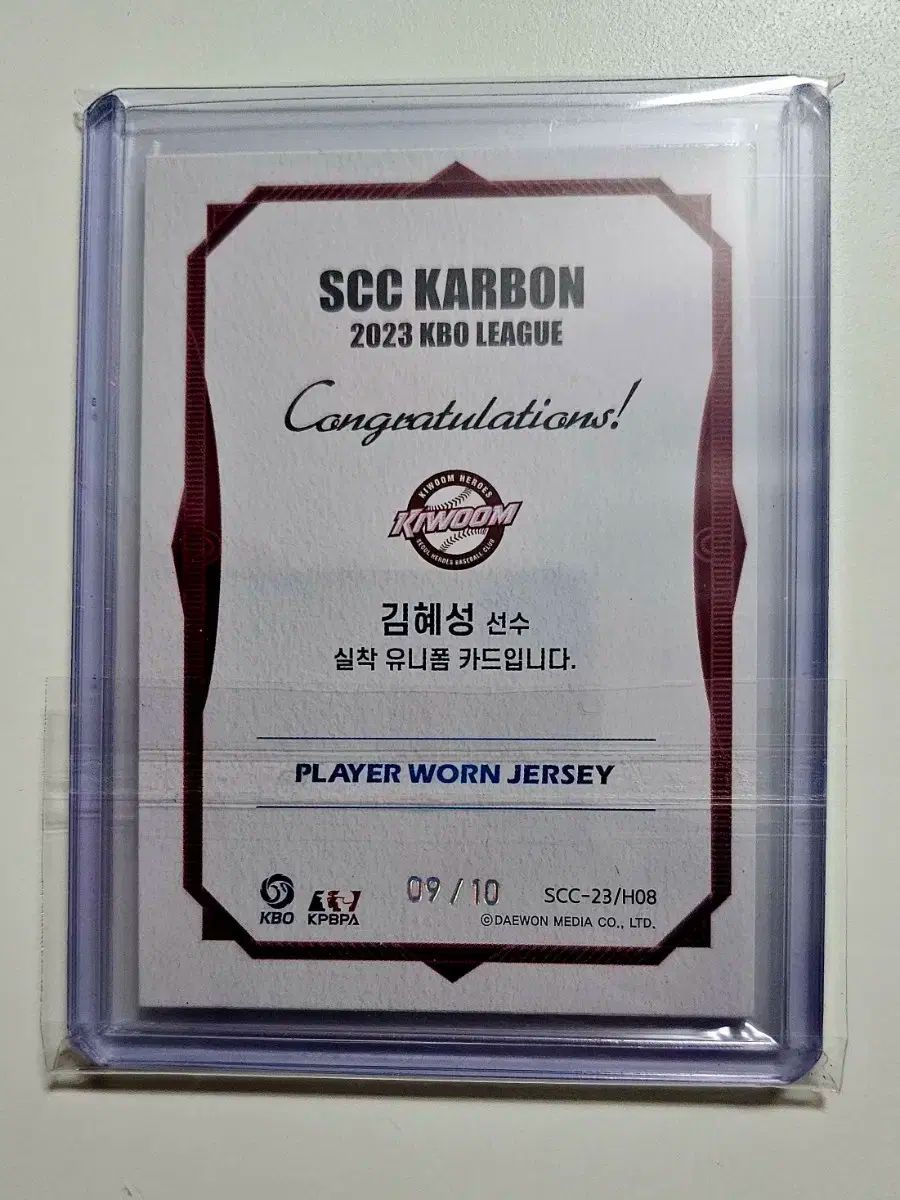 SCC KARBON
2023 KBO LEAGUE
Congratulations!
KIWOOM HEROES
KIWOOM
SEOUL HEROES BASEBALL CLUB
김혜성 선수
실착 유니폼 카드입니다.
PLAYER WORN JERSEY
KBO
KPBPA
09/10
SCC-23/H08
©DAEWON MEDIA CO., LTD.